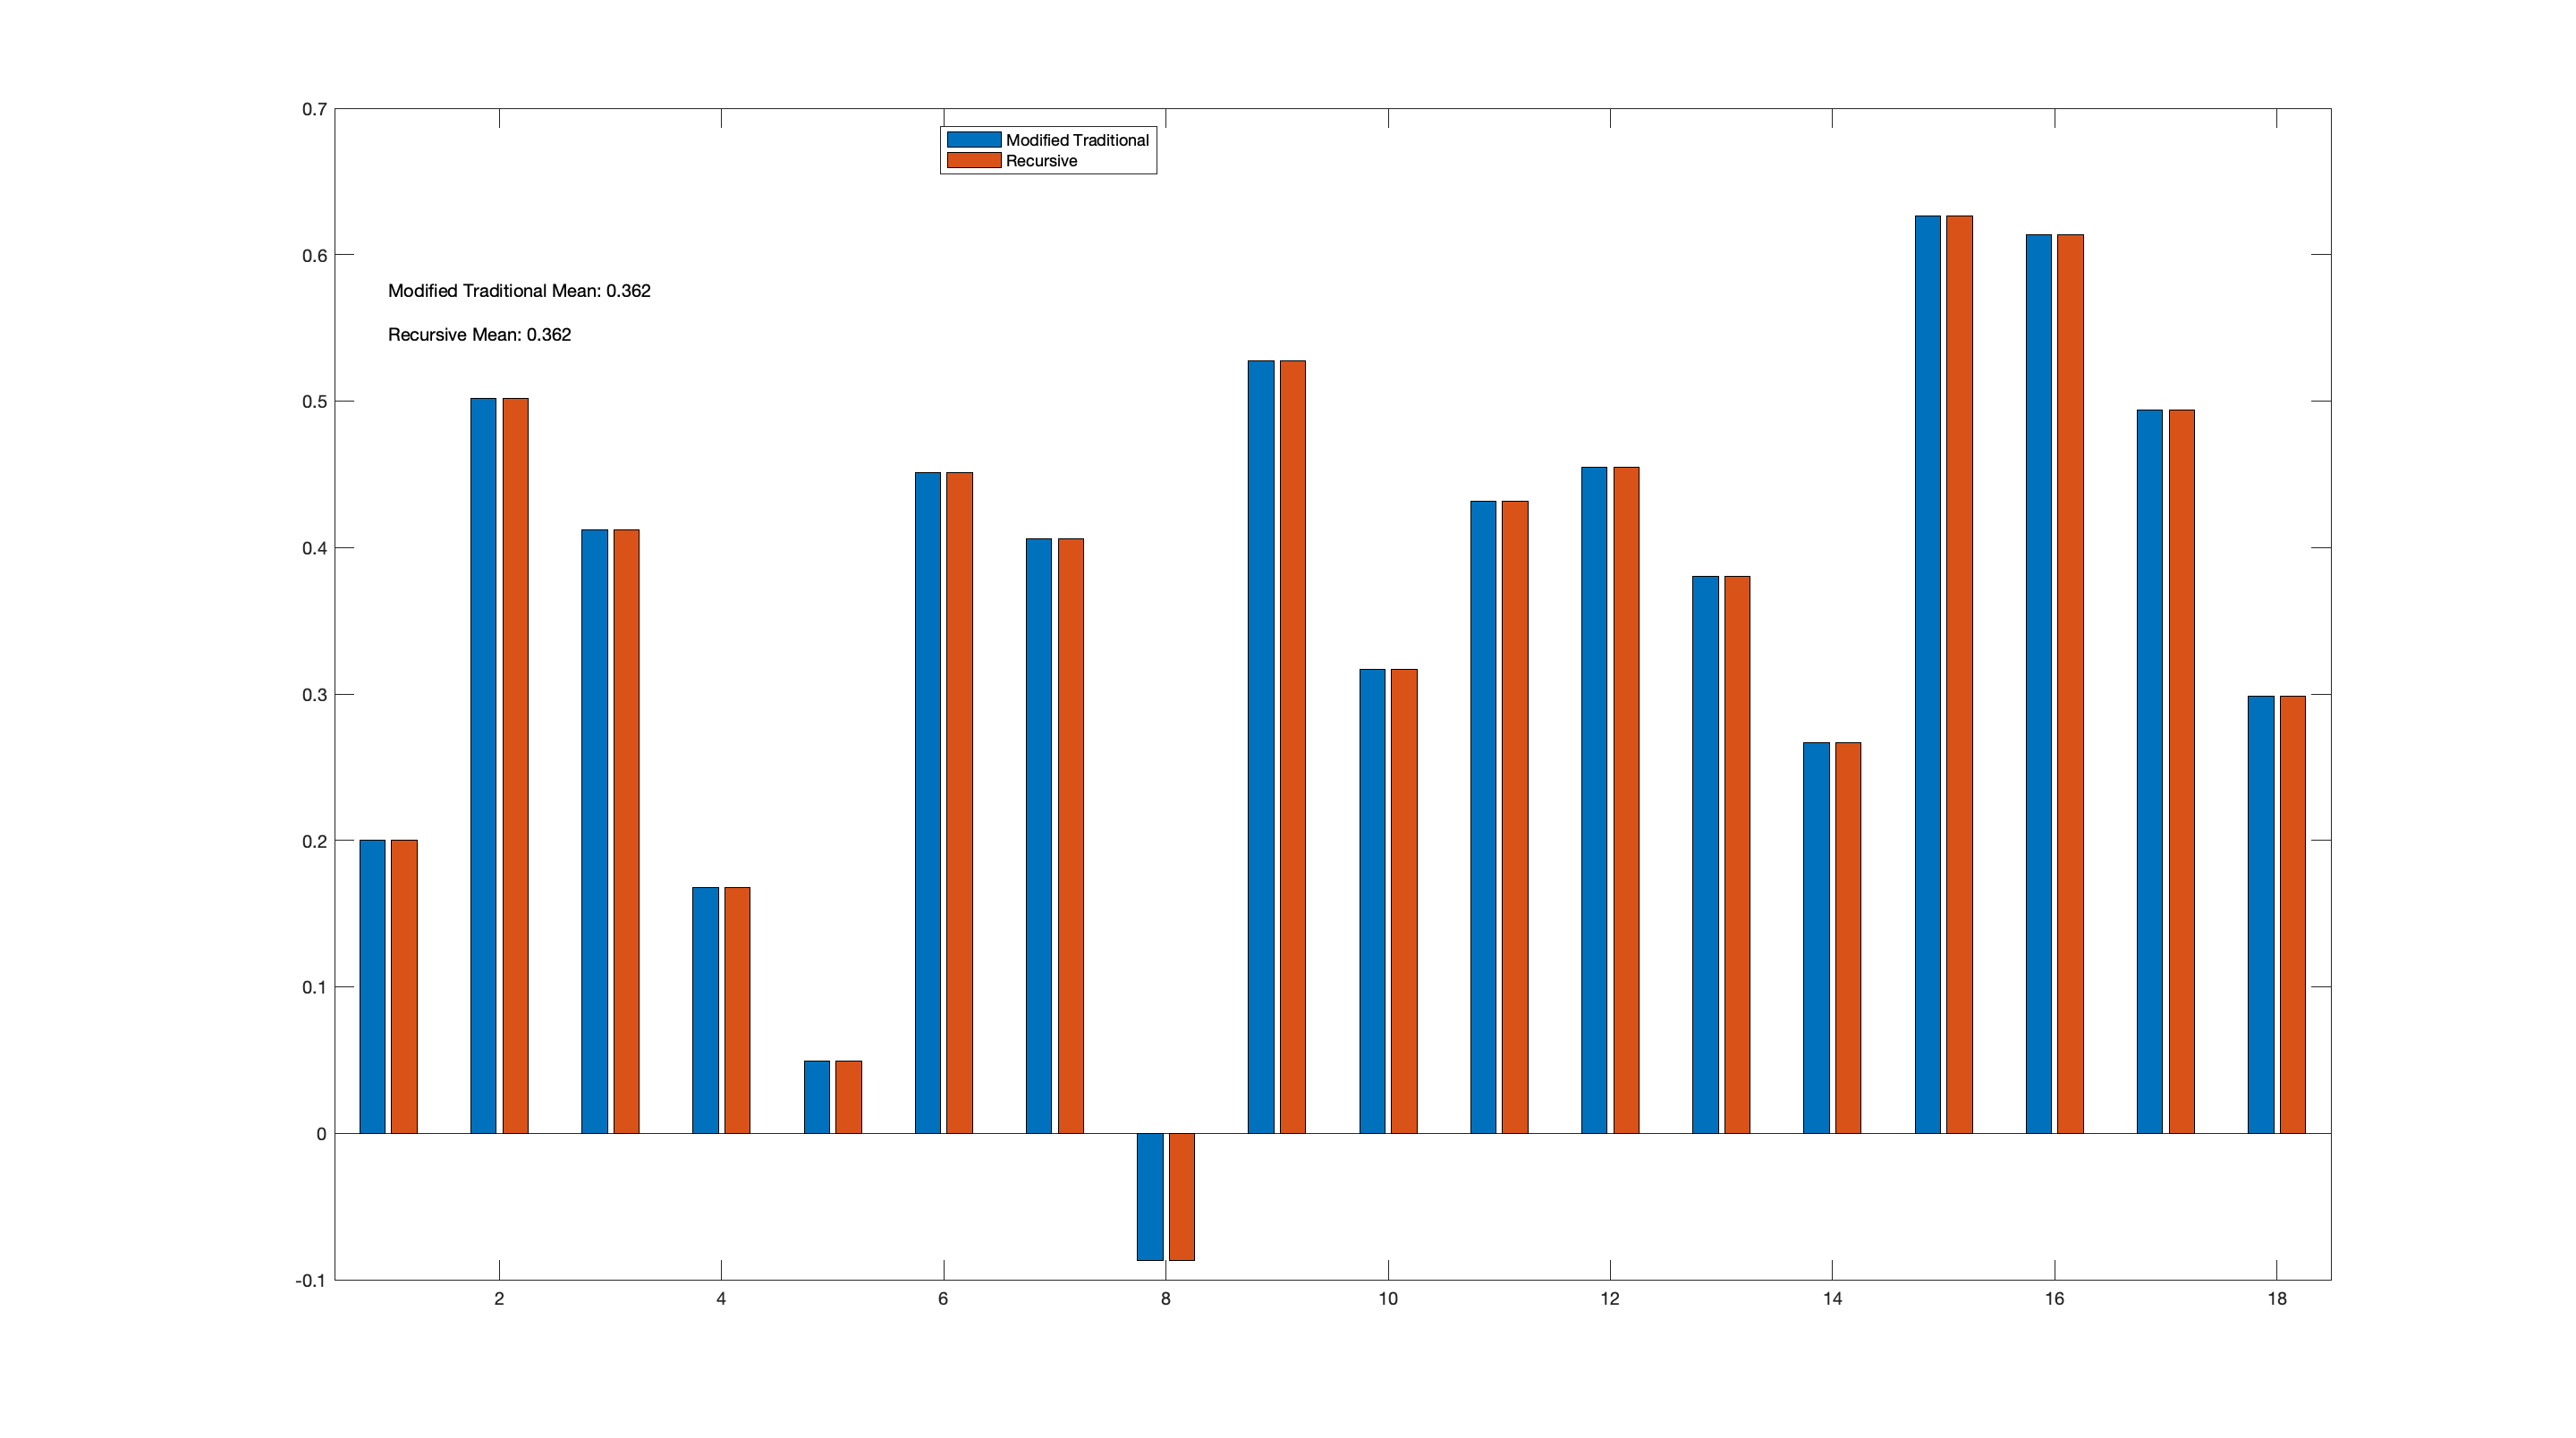 0.7
Modified Traditional
Recursive
0.6
Modified Traditional Mean: 0.362
Recursive Mean: 0.362
0.5
0.4
0.3
0.2
0.1
0
-0.1
2 4 6 8 10 12 14 16 18